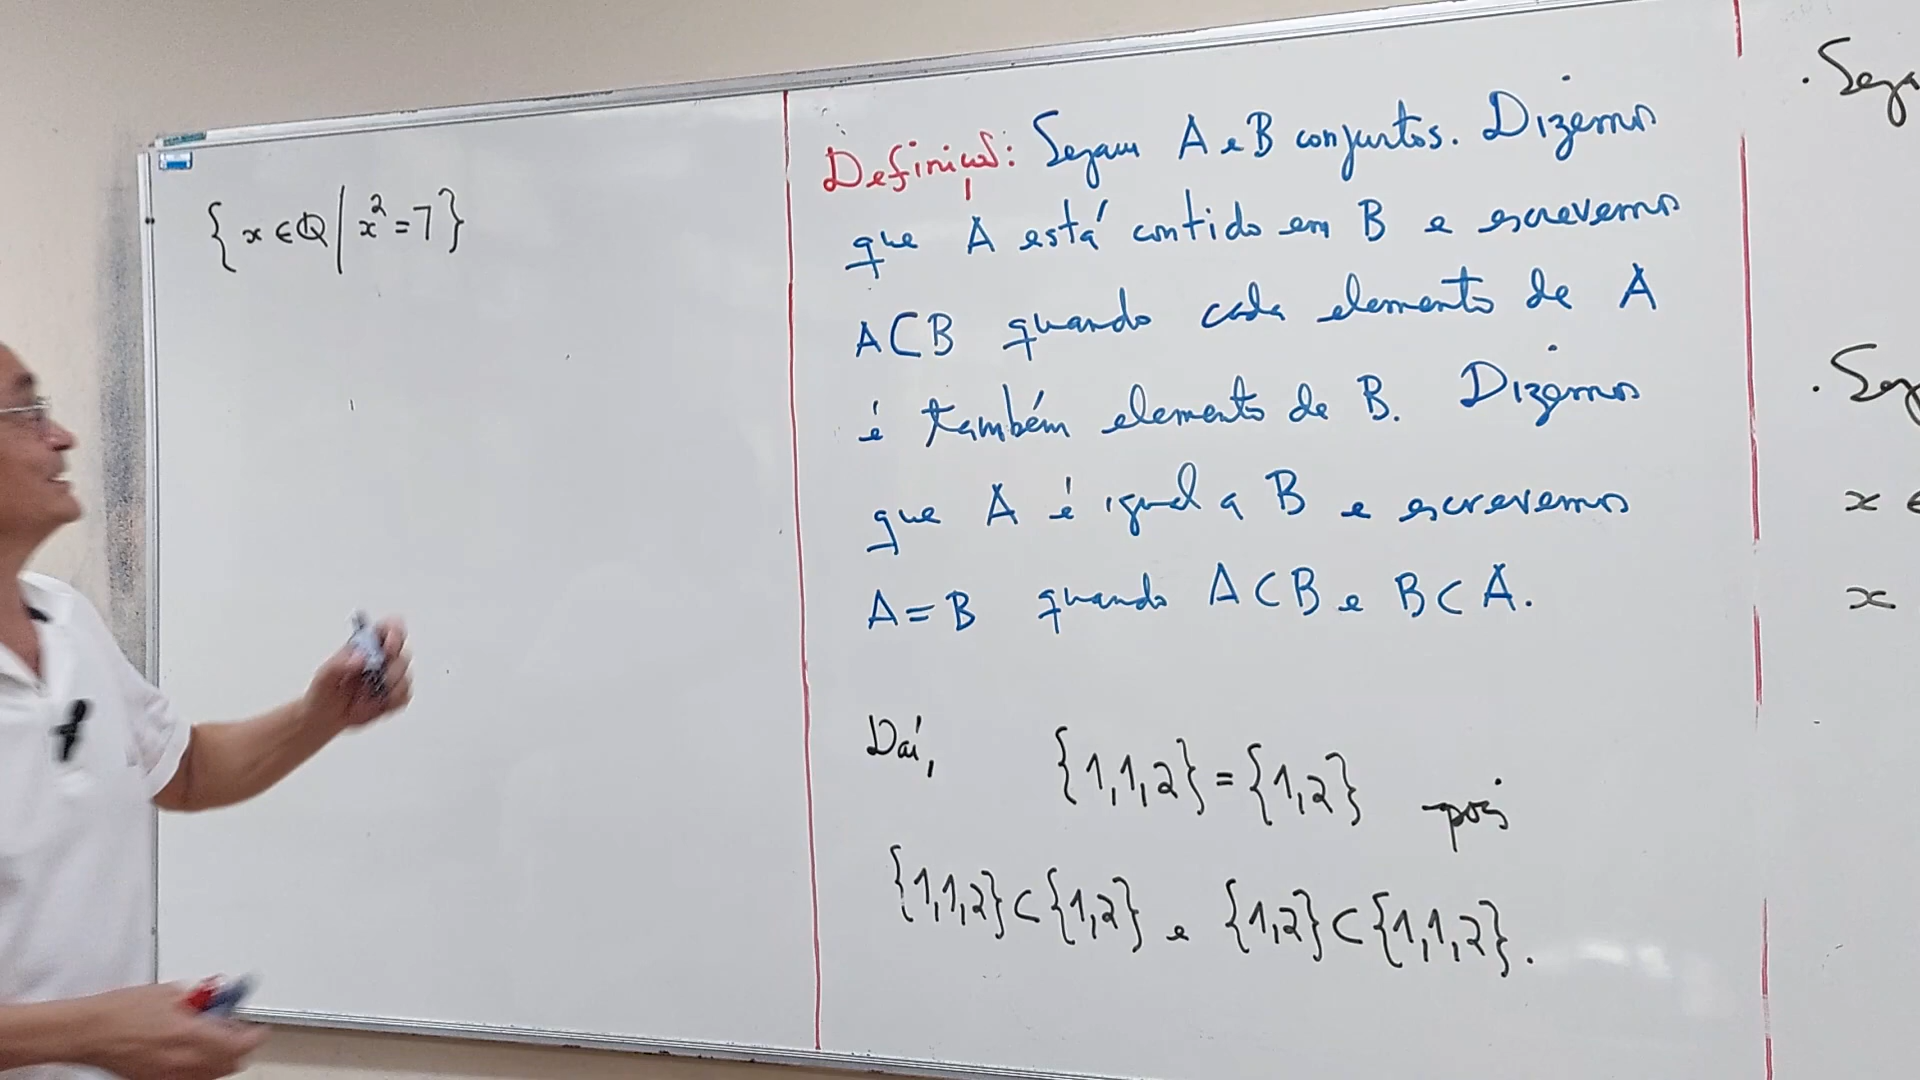 {x ∈ ℚ | x² = 7}
Definição: Sejam A e B conjuntos. Dizemos
que A está contido em B e escrevemos
A ⊂ B quando cada elemento de A
é também elemento de B. Dizemos
que A é igual a B e escrevemos
A = B quando A ⊂ B e B ⊂ A.
Daí, {1,1,2} = {1,2} pois
{1,1,2} ⊂ {1,2} e {1,2} ⊂ {1,1,2}.
x ∈
x